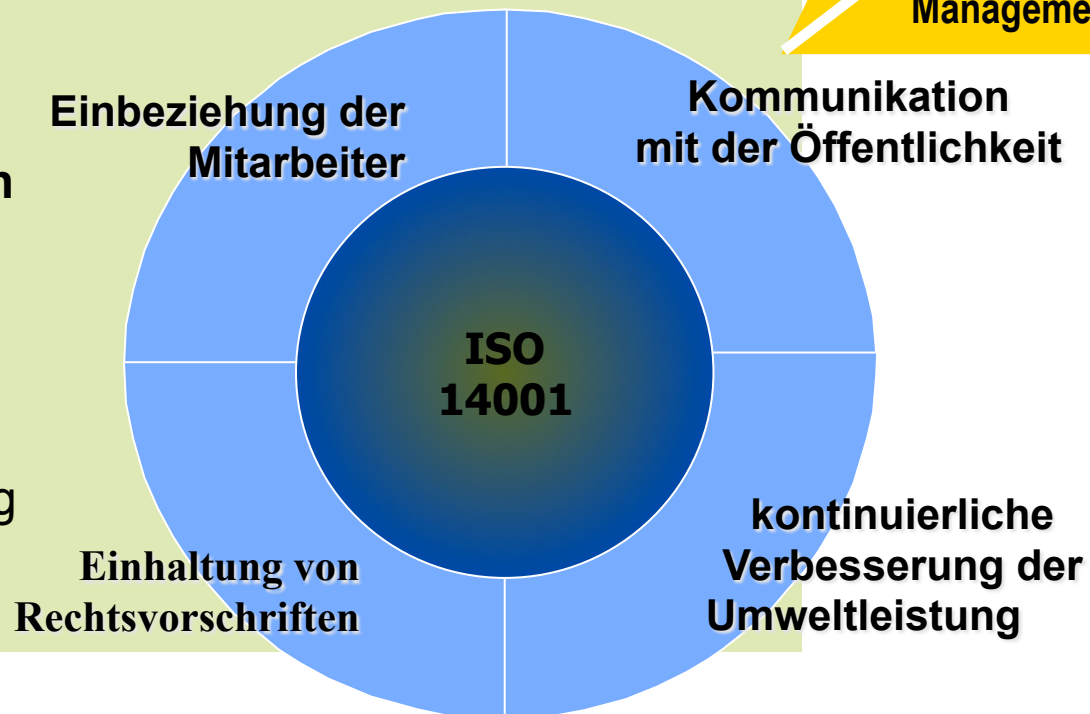 Manageme
Einbeziehung der
Mitarbeiter
Kommunikation
mit der Öffentlichkeit
n
ISO
14001
g
kontinuierliche
Verbesserung der
Umweltleistung
Einhaltung von
Rechtsvorschriften